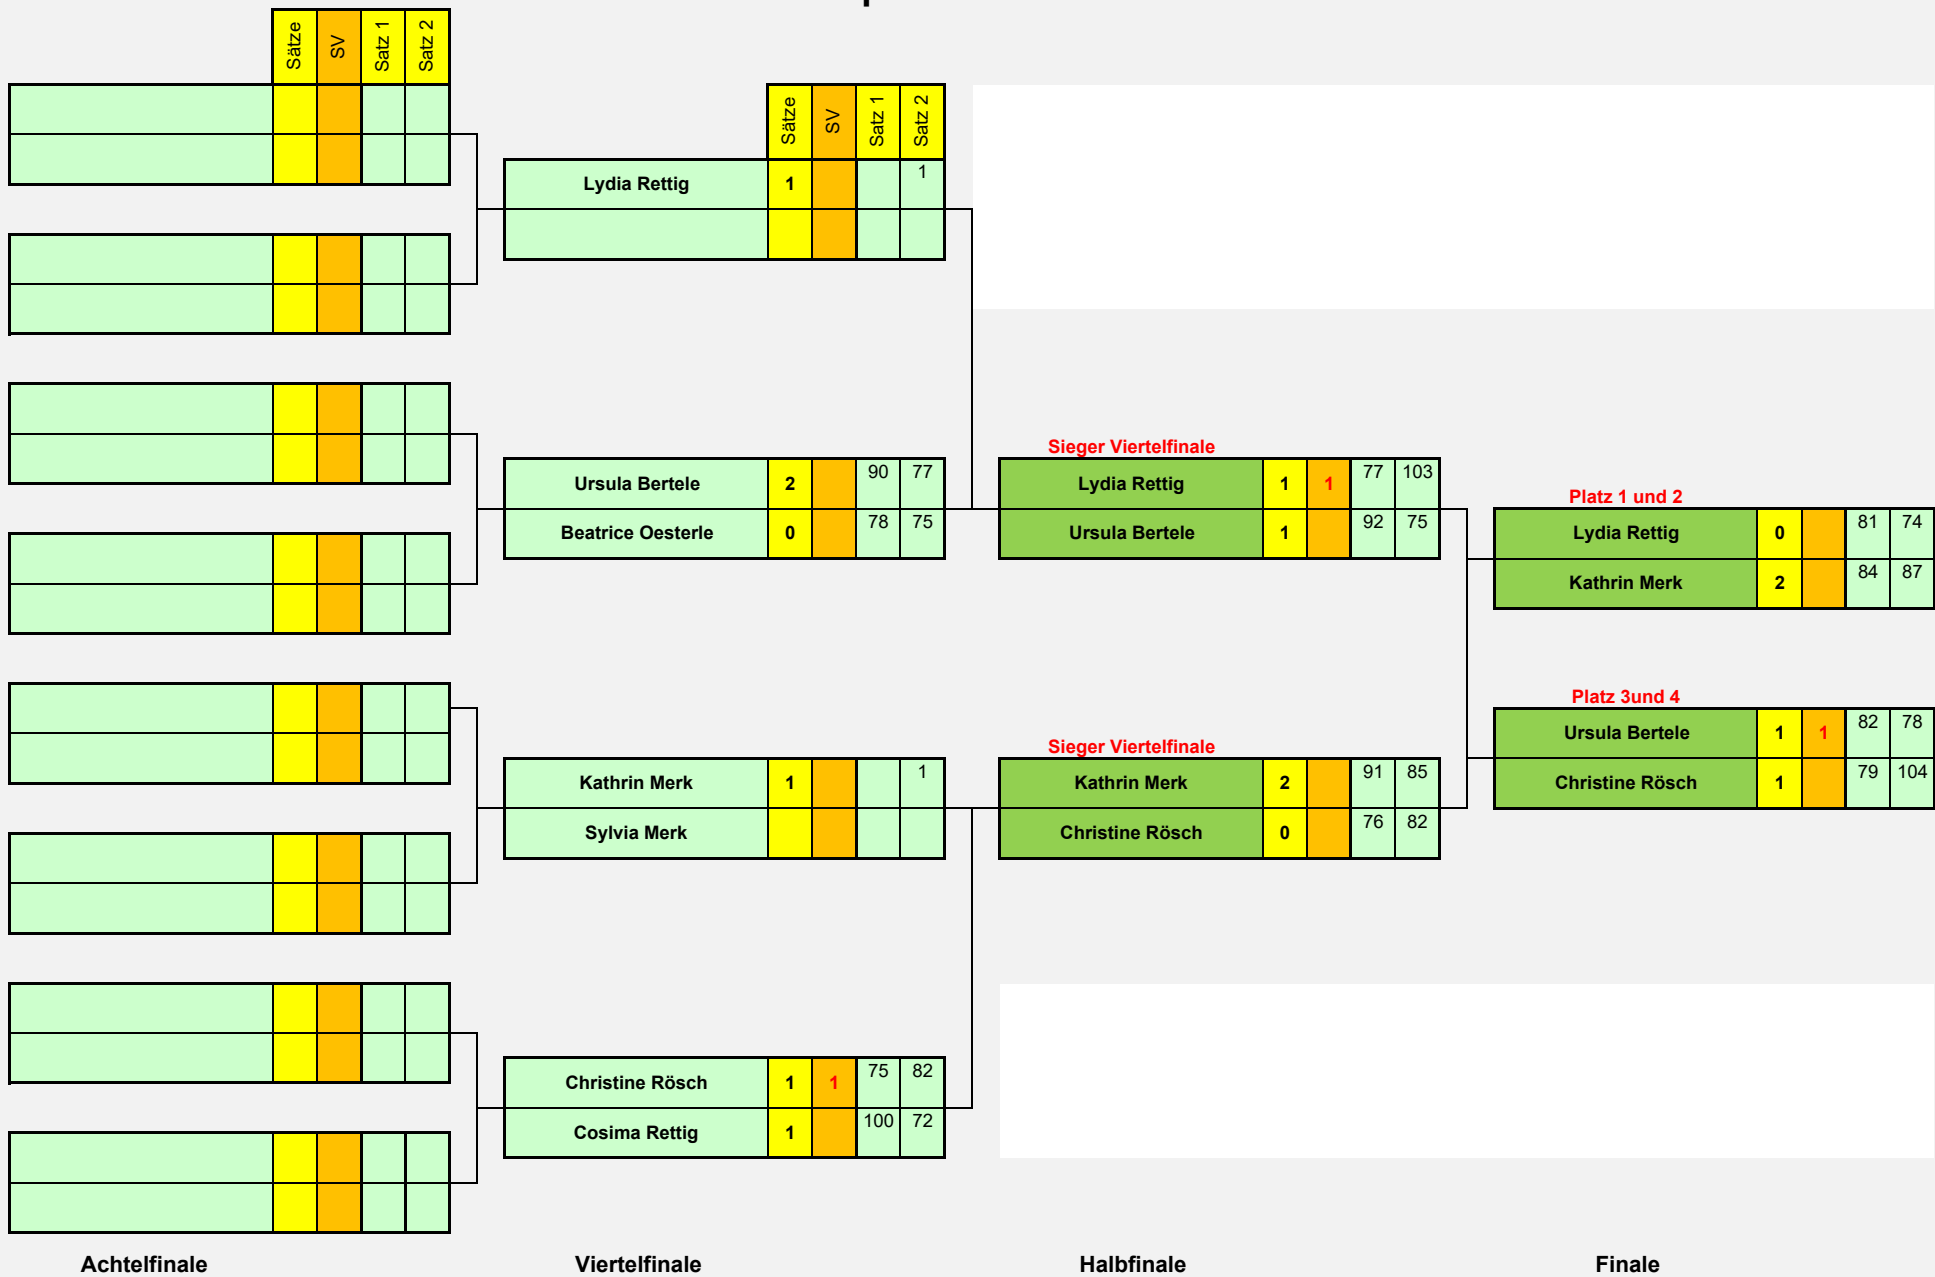 Sätze SV Satz 1 Satz 2
Sätze SV Satz 1 Satz 2
Lydia Rettig 1 1
Ursula Bertele 2 90 77
Beatrice Oesterle 0 78 75
Kathrin Merk 1 1
Sylvia Merk
Christine Rösch 1 1 75 82
Cosima Rettig 1 100 72
Sieger Viertelfinale
Lydia Rettig 1 1 77 103
Ursula Bertele 1 92 75
Sieger Viertelfinale
Kathrin Merk 2 91 85
Christine Rösch 0 76 82
Platz 1 und 2
Lydia Rettig 0 81 74
Kathrin Merk 2 84 87
Platz 3und 4
Ursula Bertele 1 1 82 78
Christine Rösch 1 79 104
Achtelfinale Viertelfinale Halbfinale Finale